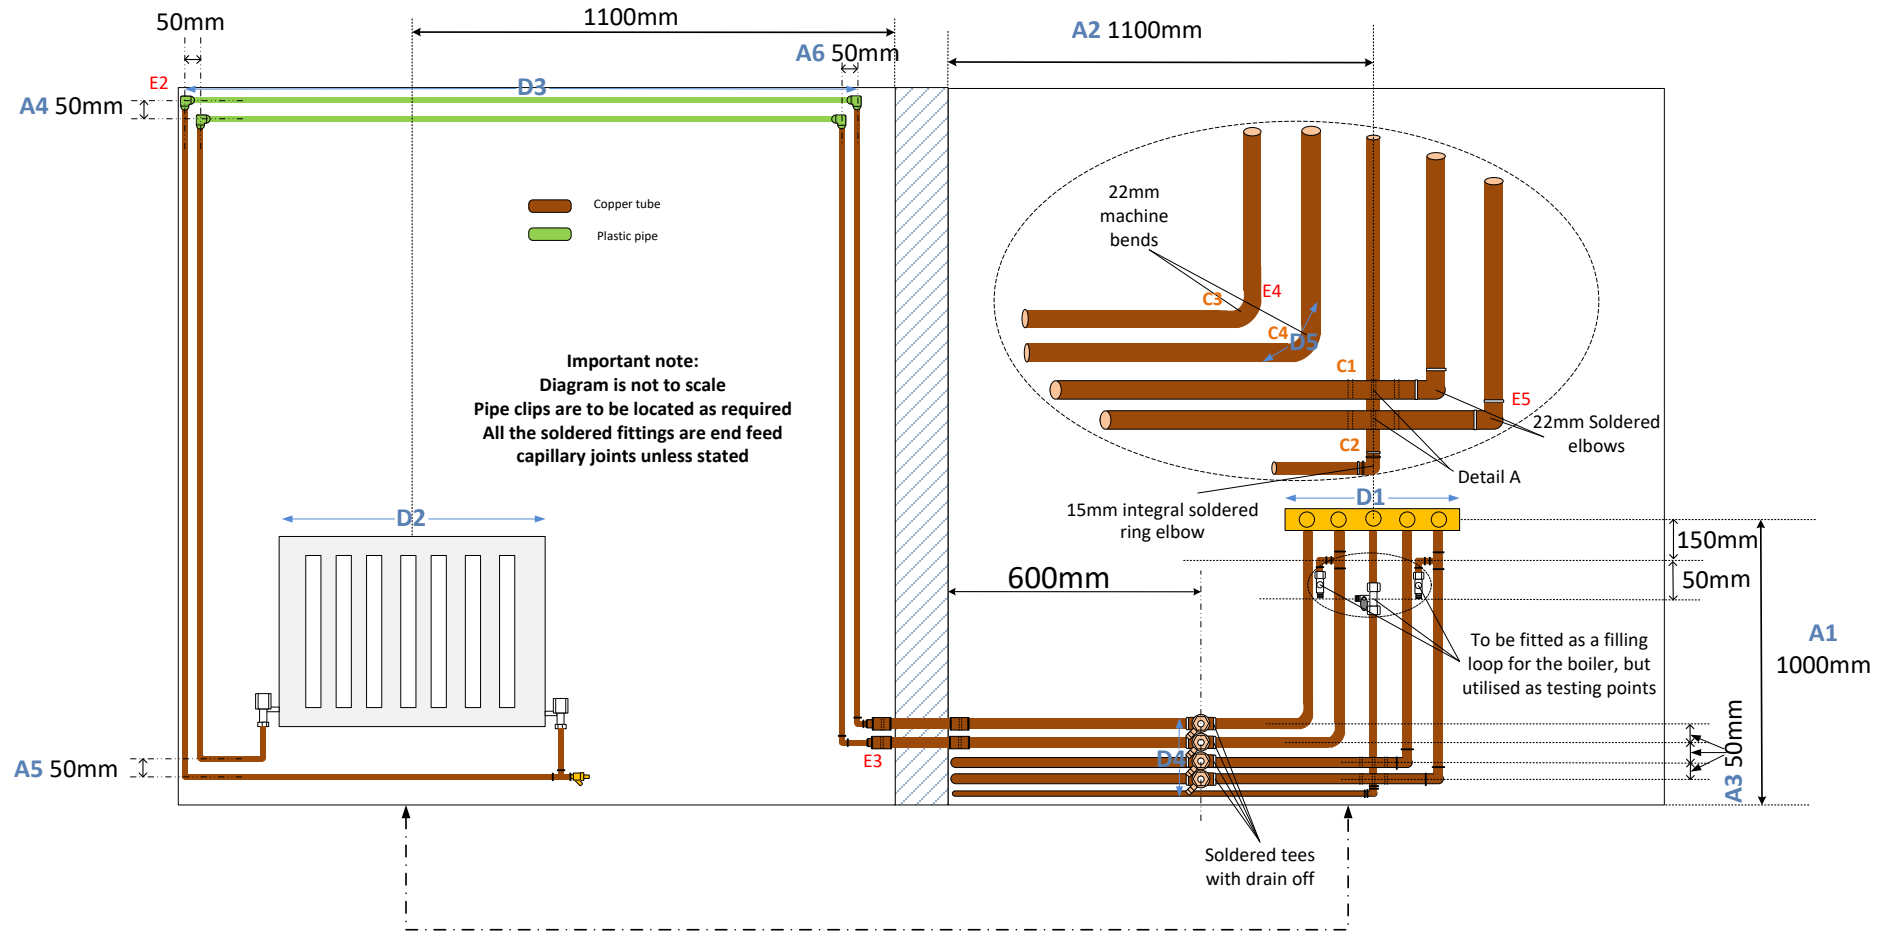 50mm
1100mm
A2 1100mm
A6 50mm
E2
D3
A4 50mm
Copper tube
Plastic pipe
22mm
machine
bends
C3
E4
C4
D5
C1
E5
C2
22mm Soldered
elbows
Detail A
15mm integral soldered
ring elbow
Important note:
Diagram is not to scale
Pipe clips are to be located as required
All the soldered fittings are end feed
capillary joints unless stated
D2
D1
150mm
50mm
600mm
To be fitted as a filling
loop for the boiler, but
utilised as testing points
A1
1000mm
A5 50mm
E3
D4
A3 50mm
Soldered tees
with drain off